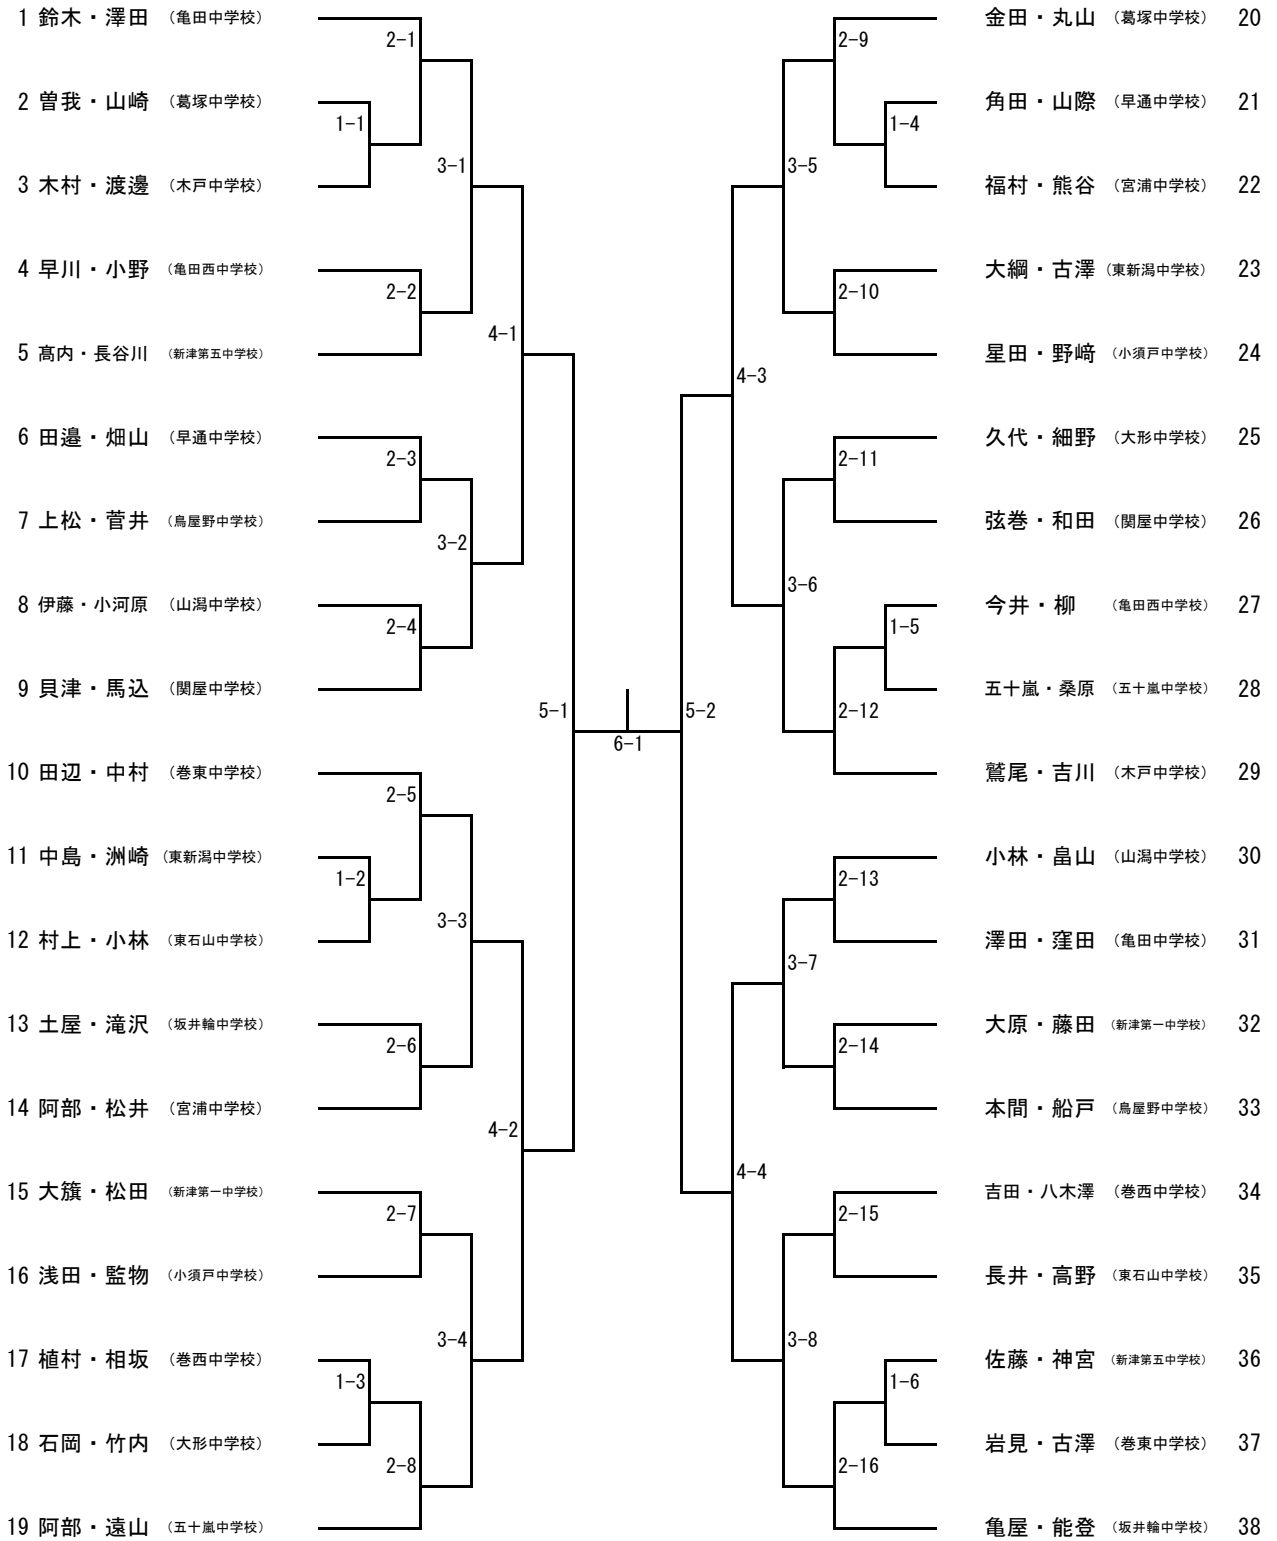 1 鈴木・澤田 （亀田中学校）
2 曽我・山崎 （葛塚中学校）
3 木村・渡邊 （木戸中学校）
4 早川・小野 （亀田西中学校）
5 髙内・長谷川 （新津第五中学校）
6 田邉・畑山 （早通中学校）
7 上松・菅井 （鳥屋野中学校）
8 伊藤・小河原 （山潟中学校）
9 貝津・馬込 （関屋中学校）
10 田辺・中村 （巻東中学校）
11 中島・洲崎 （東新潟中学校）
12 村上・小林 （東石山中学校）
13 土屋・滝沢 （坂井輪中学校）
14 阿部・松井 （宮浦中学校）
15 大籏・松田 （新津第一中学校）
16 浅田・監物 （小須戸中学校）
17 植村・相坂 （巻西中学校）
18 石岡・竹内 （大形中学校）
19 阿部・遠山 （五十嵐中学校）
1-1
1-2
1-3
2-1
2-2
2-3
2-4
2-5
2-6
2-7
2-8
3-1
3-2
3-3
3-4
4-1
4-2
5-1
6-1
5-2
4-3
4-4
3-5
3-6
3-7
3-8
2-9
2-10
2-11
2-12
2-13
2-14
2-15
2-16
1-4
1-5
1-6
金田・丸山 （葛塚中学校） 20
角田・山際 （早通中学校） 21
福村・熊谷 （宮浦中学校） 22
大綱・古澤 （東新潟中学校） 23
星田・野﨑 （小須戸中学校） 24
久代・細野 （大形中学校） 25
弦巻・和田 （関屋中学校） 26
今井・柳 （亀田西中学校） 27
五十嵐・桑原 （五十嵐中学校） 28
鷲尾・吉川 （木戸中学校） 29
小林・畠山 （山潟中学校） 30
澤田・窪田 （亀田中学校） 31
大原・藤田 （新津第一中学校） 32
本間・船戸 （鳥屋野中学校） 33
吉田・八木澤 （巻西中学校） 34
長井・高野 （東石山中学校） 35
佐藤・神宮 （新津第五中学校） 36
岩見・古澤 （巻東中学校） 37
亀屋・能登 （坂井輪中学校） 38